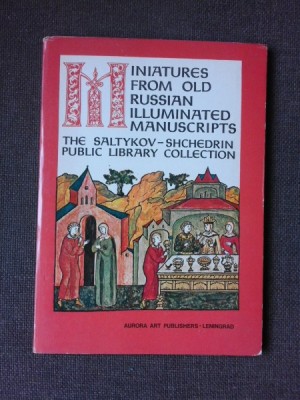 MINIATURES
FROM OLD
RUSSIAN
ILLUMINATED
MANUSCRIPTS
THE SALTYKOV–SHCHEDRIN
PUBLIC LIBRARY COLLECTION
AURORA ART PUBLISHERS · LENINGRAD